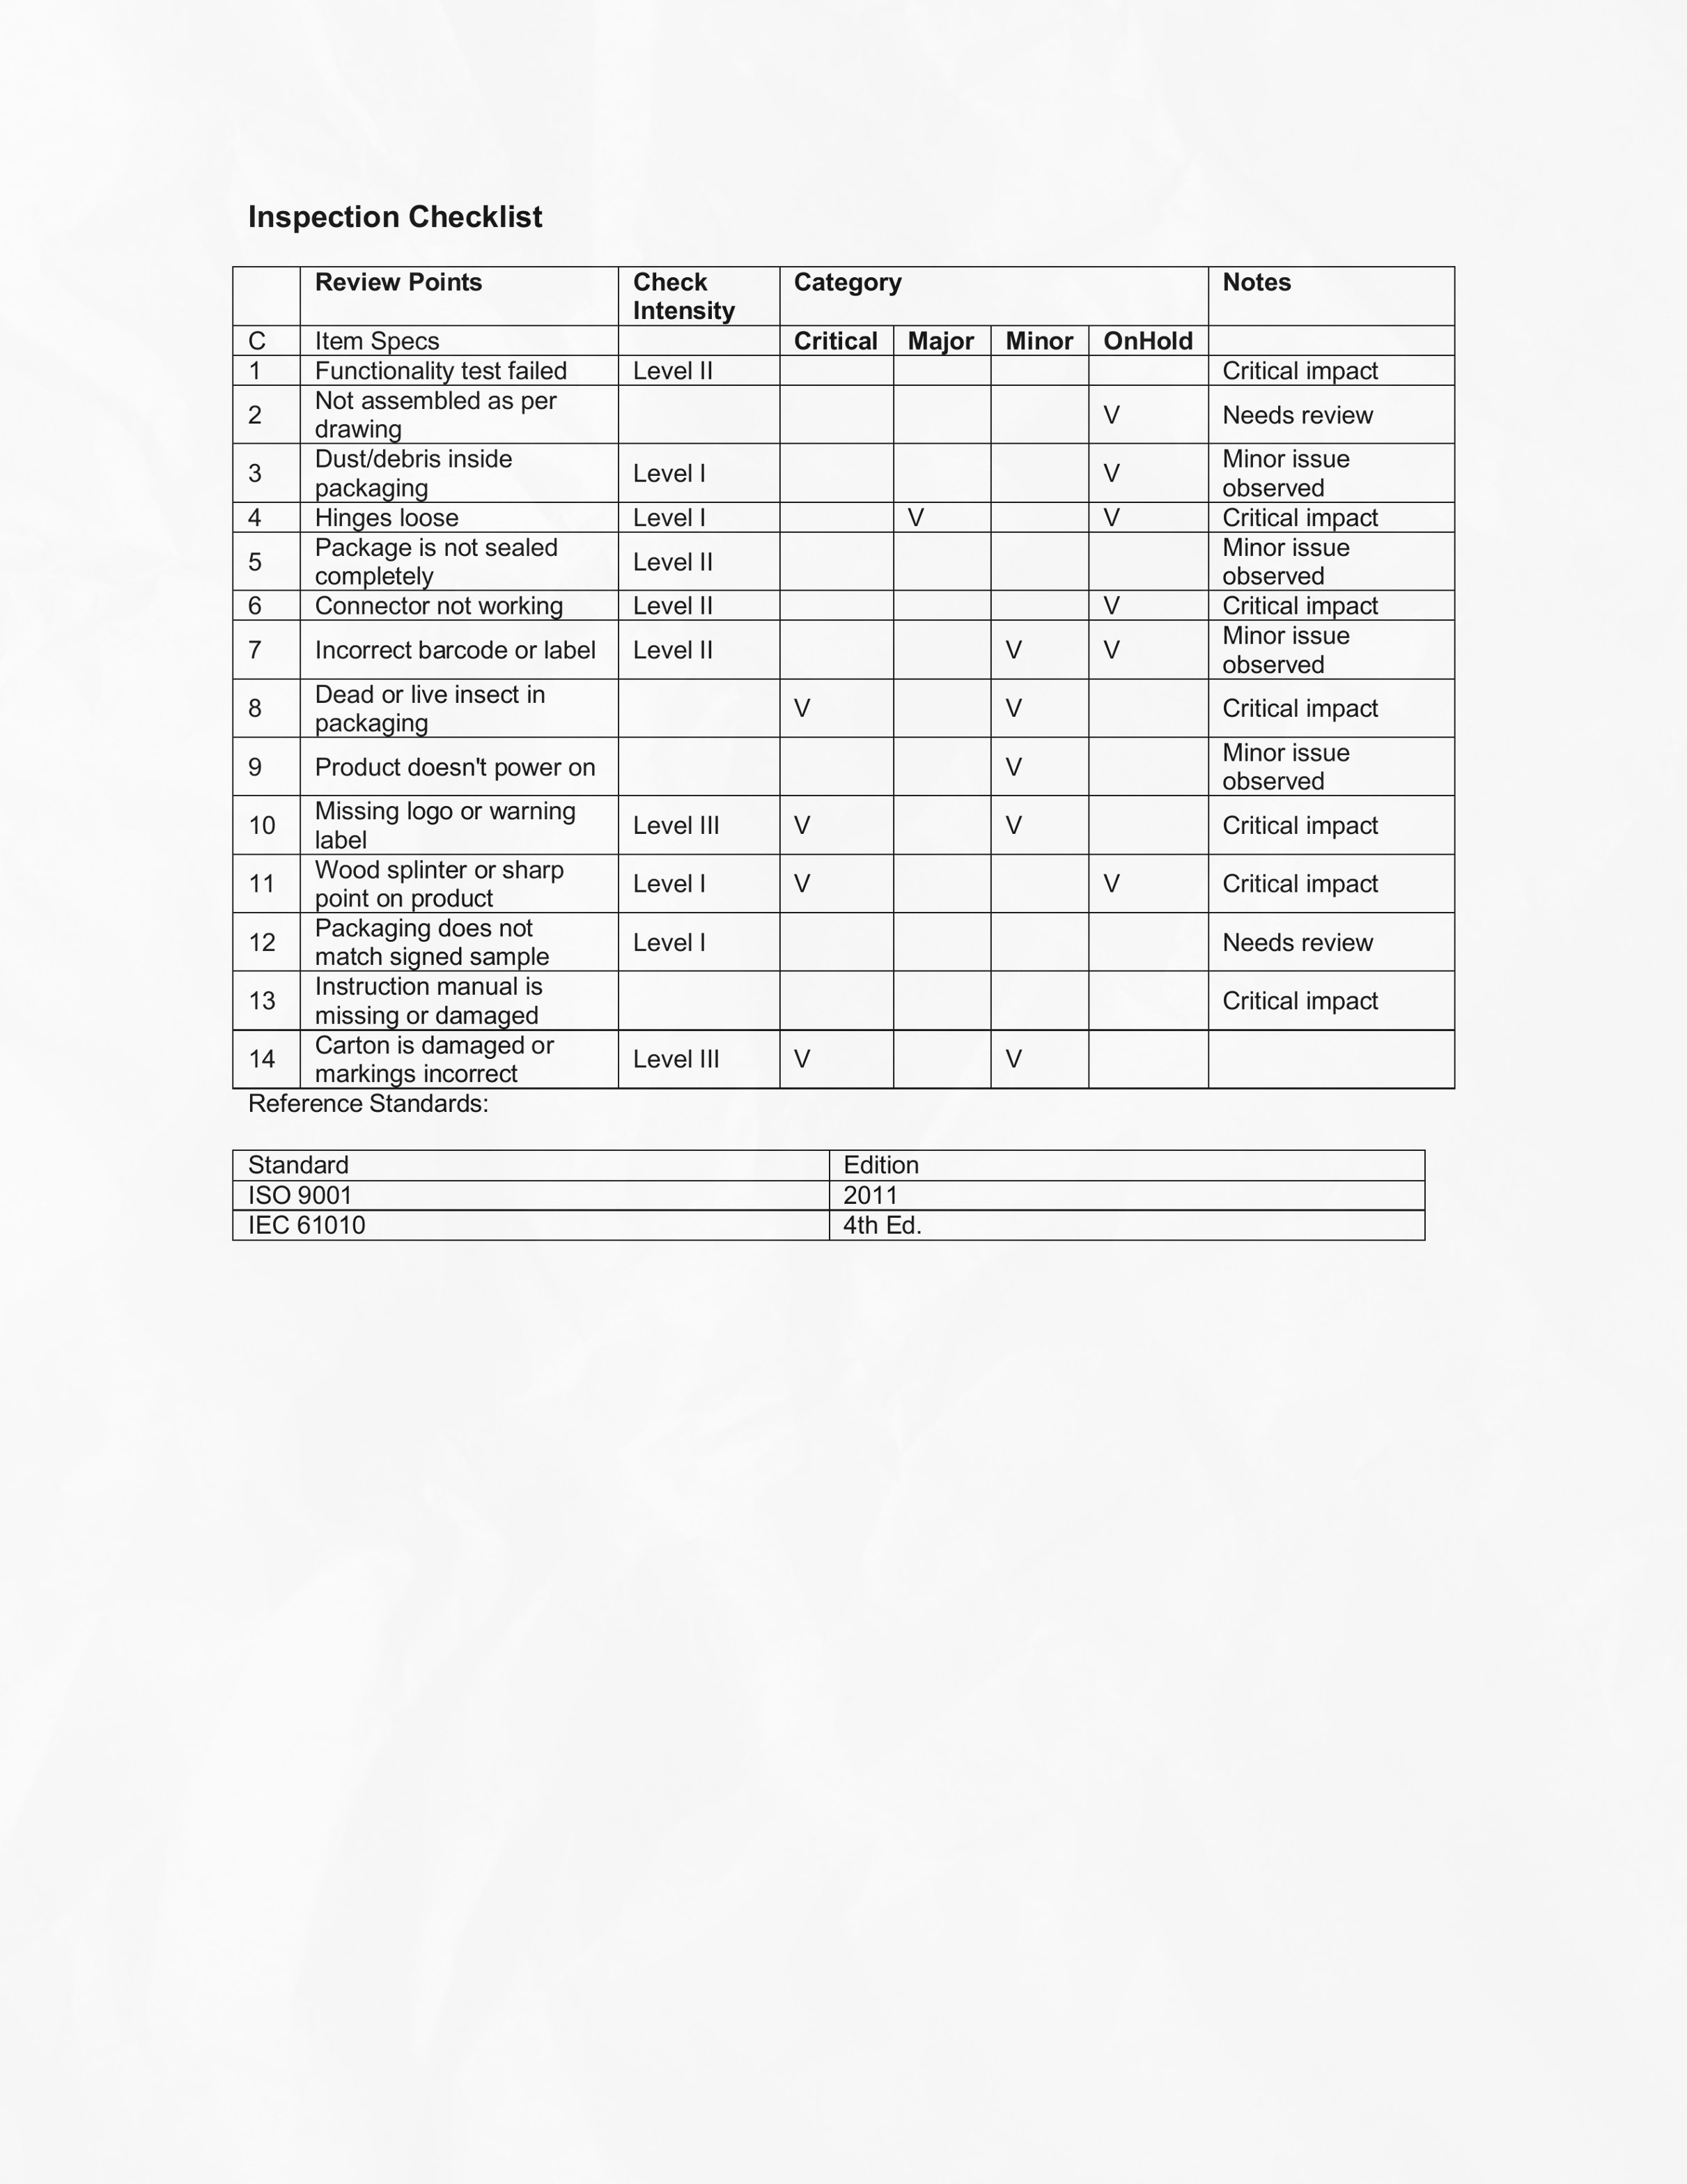 Inspection Checklist
Review Points Check Intensity Category Notes
C Item Specs Critical Major Minor OnHold
1 Functionality test failed Level II Critical impact
2 Not assembled as per drawing V Needs review
3 Dust/debris inside packaging Level I V Minor issue observed
4 Hinges loose Level I V V Critical impact
5 Package is not sealed completely Level II Minor issue observed
6 Connector not working Level II V Critical impact
7 Incorrect barcode or label Level II V V Minor issue observed
8 Dead or live insect in packaging V V Critical impact
9 Product doesn't power on V Minor issue observed
10 Missing logo or warning label Level III V V Critical impact
11 Wood splinter or sharp point on product Level I V V Critical impact
12 Packaging does not match signed sample Level I Needs review
13 Instruction manual is missing or damaged Critical impact
14 Carton is damaged or markings incorrect Level III V V
Reference Standards:
Standard Edition
ISO 9001 2011
IEC 61010 4th Ed.